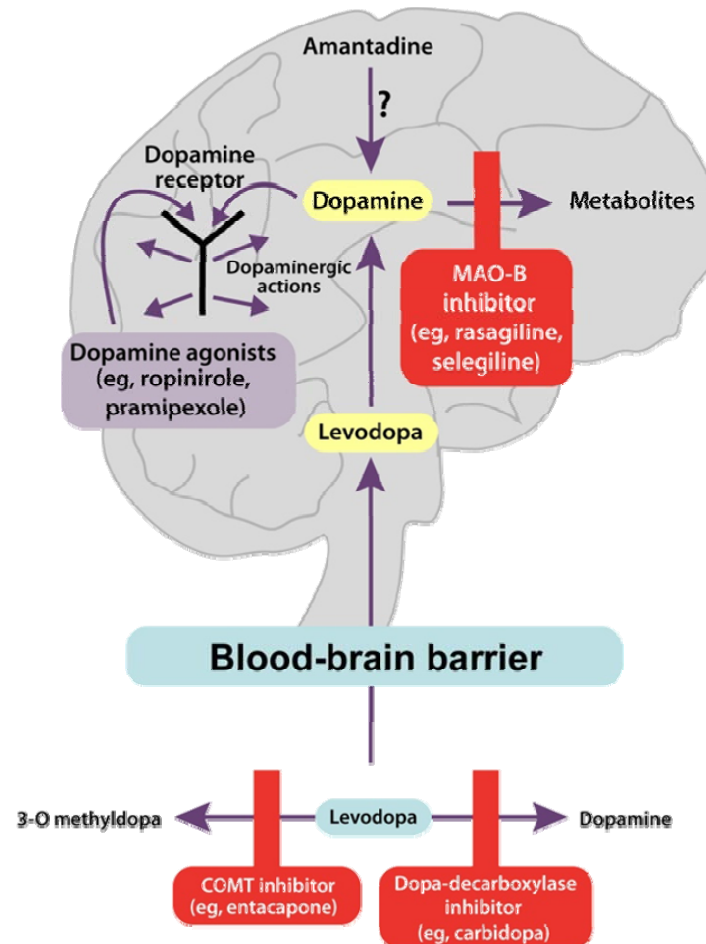 Amantadine
?
Dopamine
receptor
Dopamine
Metabolites
Dopaminergic
actions
MAO-B
inhibitor
(eg, rasagiline,
selegiline)
Dopamine agonists
(eg, ropinirole,
pramipexole)
Levodopa
Blood-brain barrier
3-O methyldopa
Levodopa
Dopamine
COMT inhibitor
(eg, entacapone)
Dopa-decarboxylase
inhibitor
(eg, carbidopa)